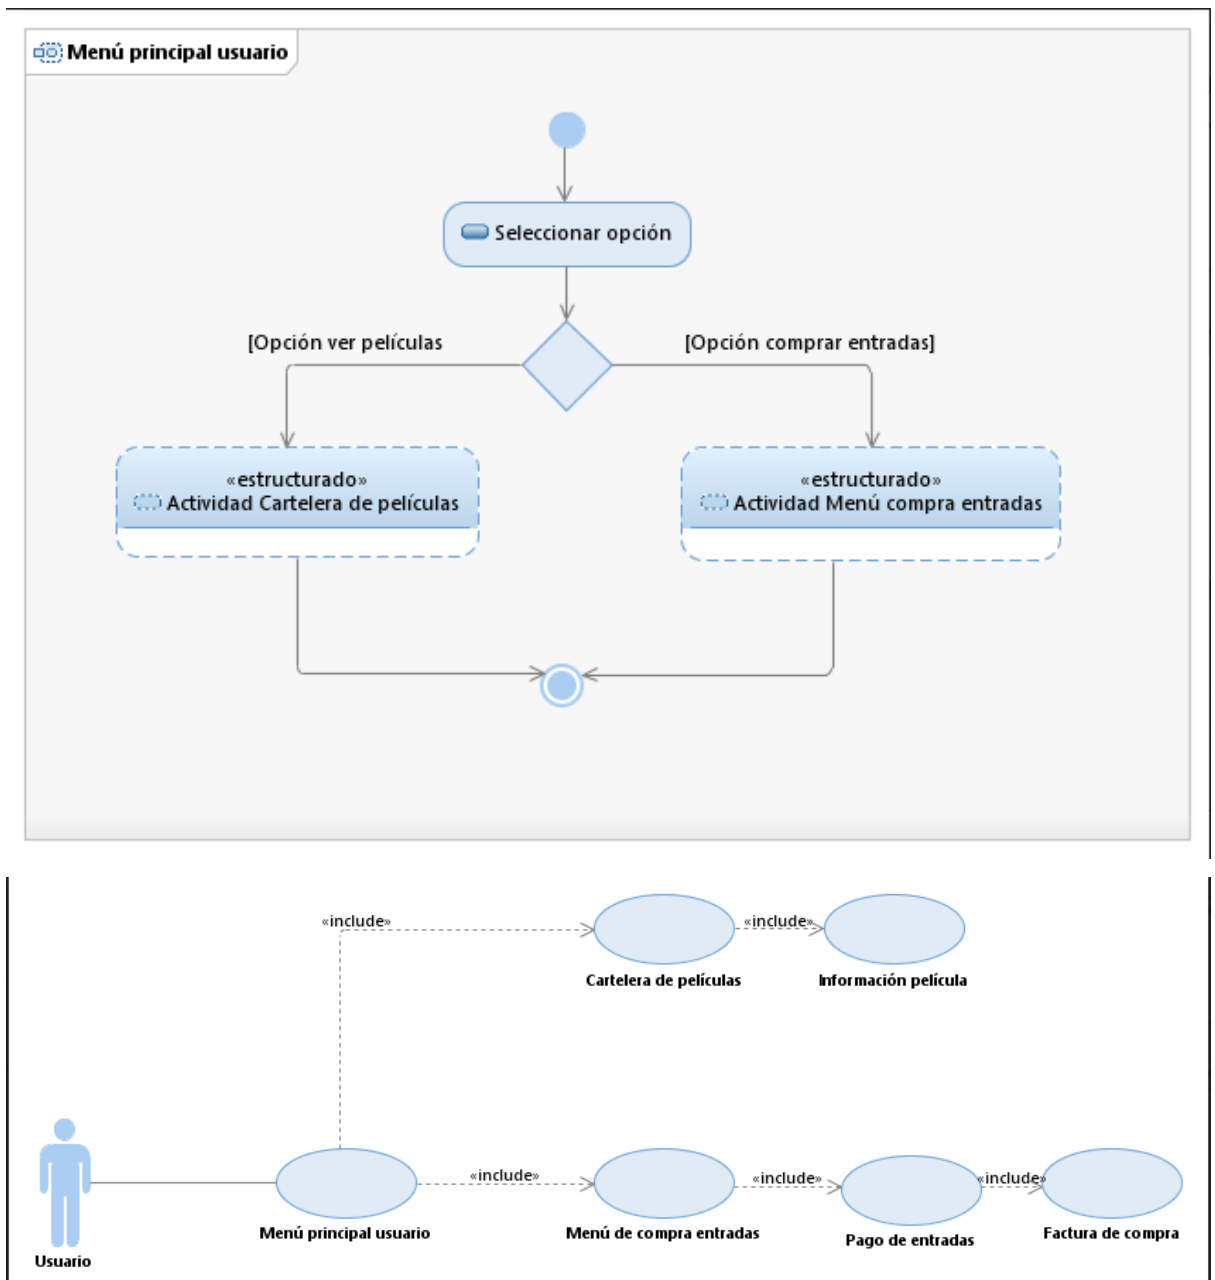 Menú principal usuario
Seleccionar opción
[Opción ver películas
[Opción comprar entradas]
«estructurado»
Actividad Cartelera de películas
«estructurado»
Actividad Menú compra entradas
«include»
«include»
Cartelera de películas
Información película
«include»
«include»
«include»
Menú principal usuario
Menú de compra entradas
Pago de entradas
Factura de compra
Usuario